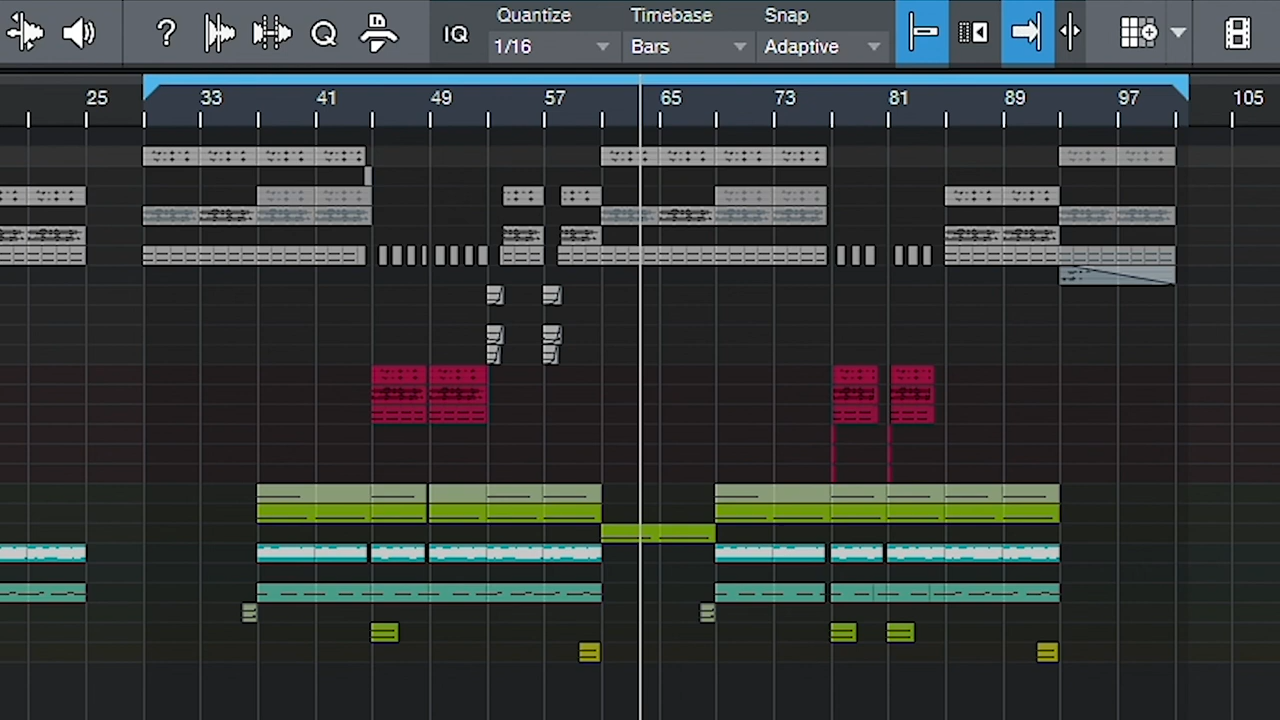 Quantize Timebase Snap
? Q IQ 1/16 Bars Adaptive
25 33 41 49 57 65 73 81 89 97 105